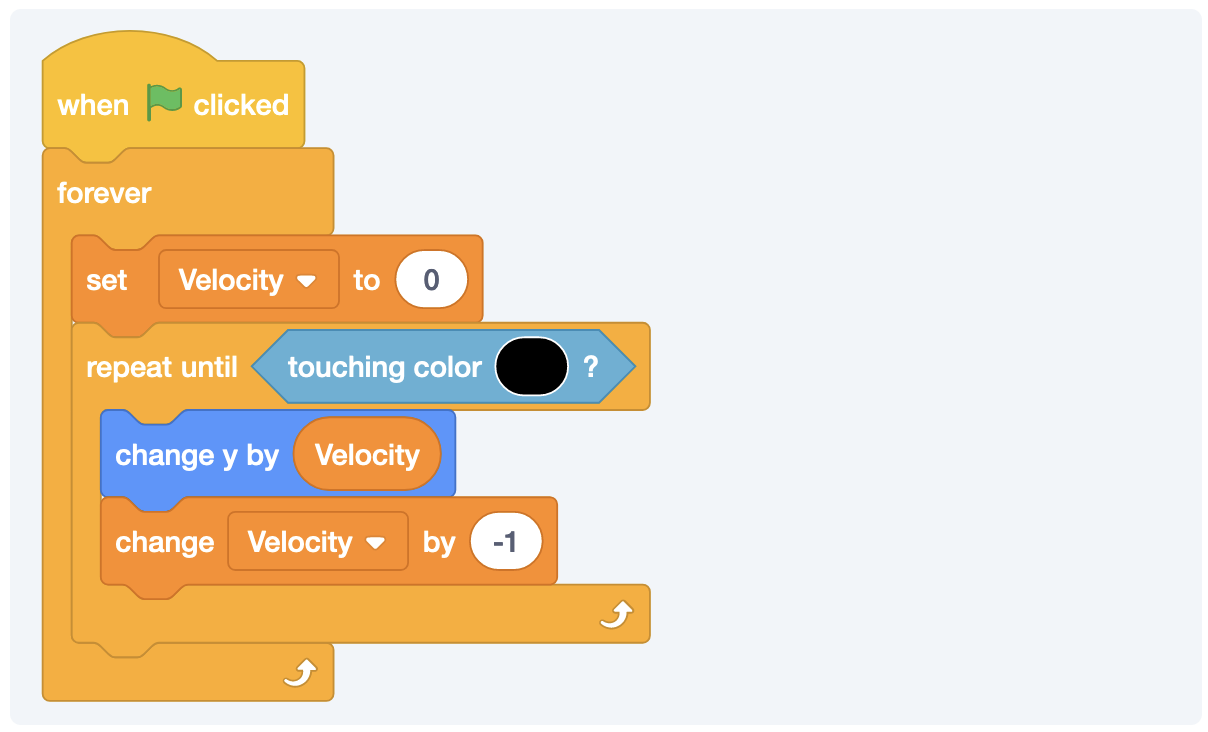 when clicked
forever
set Velocity to 0
repeat until touching color ?
change y by Velocity
change Velocity by -1